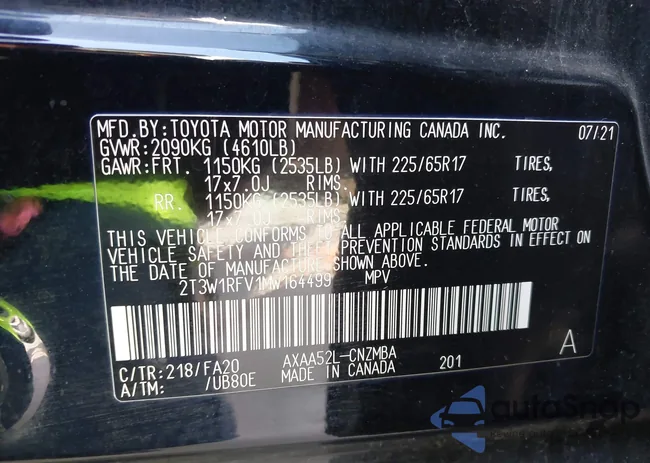 MFD.BY:TOYOTA MOTOR MANUFACTURING CANADA INC. 07/21
GVWR:2090KG (4610LB)
GAWR:FRT. 1150KG (2535LB) WITH 225/65R17 TIRES,
17x7.0J RIMS.
RR. 1150KG (2535LB) WITH 225/65R17 TIRES,
17x7.0J RIMS.
THIS VEHICLE CONFORMS TO ALL APPLICABLE FEDERAL MOTOR
VEHICLE SAFETY AND THEFT PREVENTION STANDARDS IN EFFECT ON
THE DATE OF MANUFACTURE SHOWN ABOVE.
2T3W1RFV1MW164499 MPV
C/TR:218/FA20 AXAA52L-CNZMBA 201 A
A/TM: /UB80E MADE IN CANADA
autoSnap